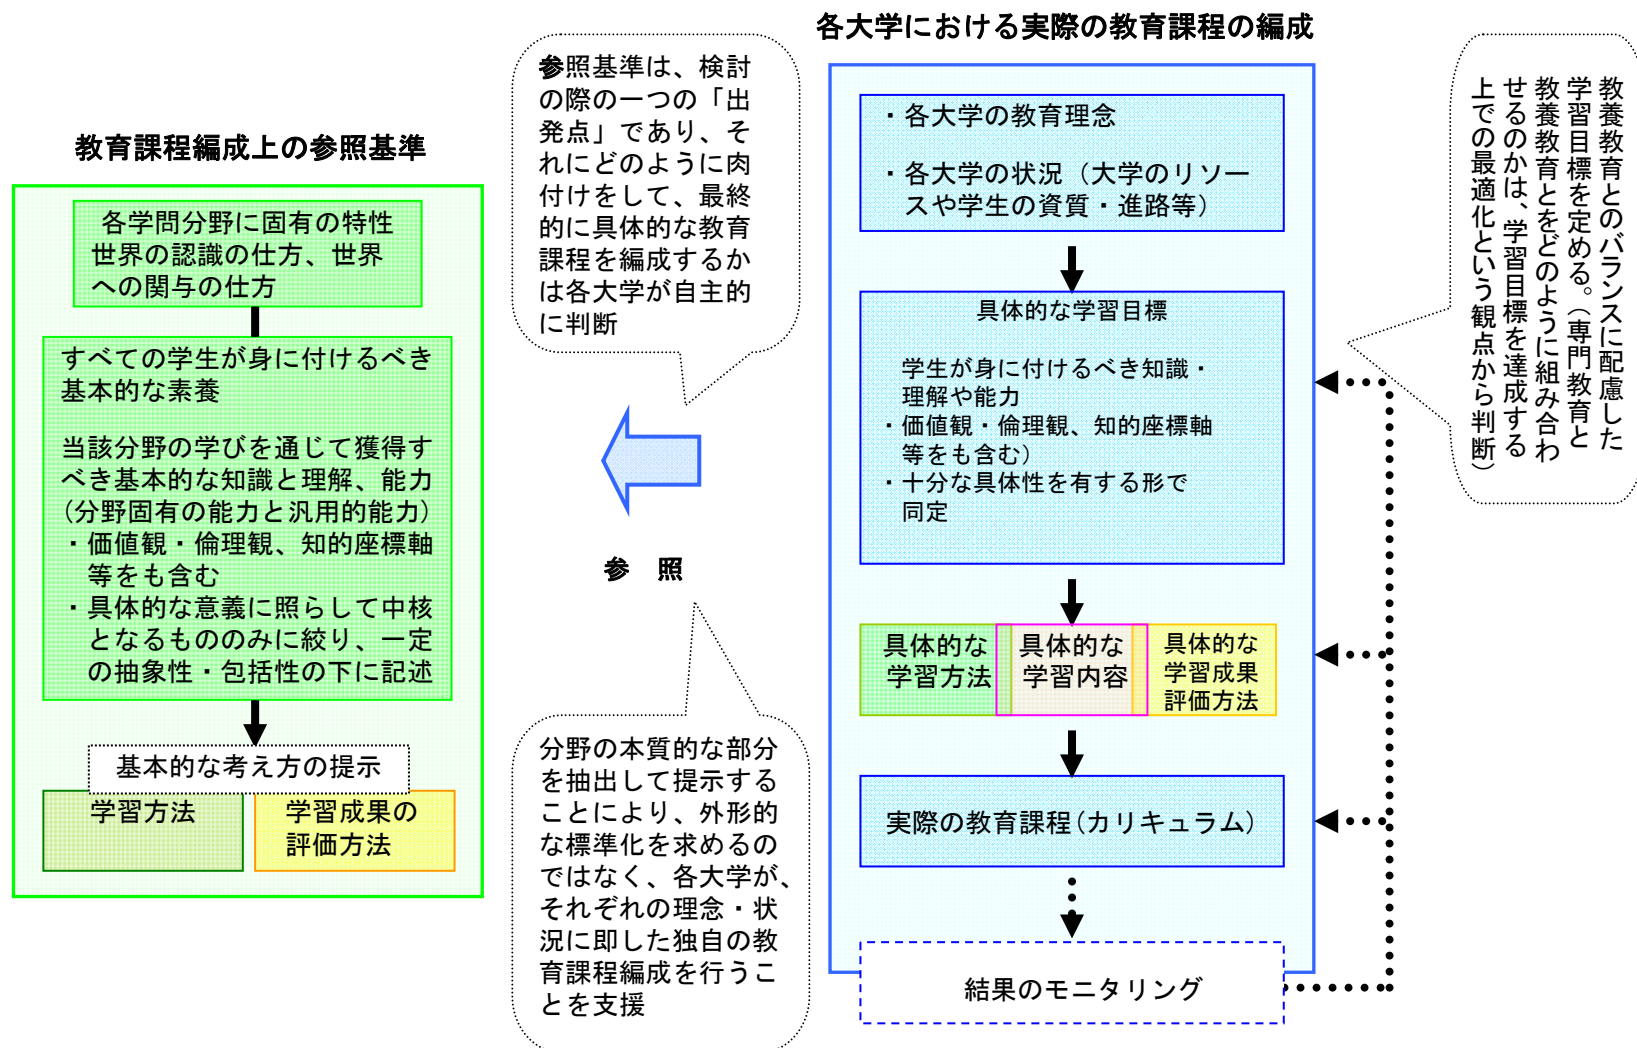 教育課程編成上の参照基準
各学問分野に固有の特性
世界の認識の仕方、世界
への関与の仕方
すべての学生が身に付けるべき
基本的な素養
当該分野の学びを通じて獲得す
べき基本的な知識と理解、能力
(分野固有の能力と汎用的能力)
・価値観・倫理観、知的座標軸
等をも含む
・具体的な意義に照らして中核
となるもののみに絞り、一定
の抽象性・包括性の下に記述
基本的な考え方の提示
学習方法
学習成果の
評価方法
参照基準は、検討
の際の一つの「出
発点」であり、そ
れにどのように肉
付けをして、最終
的に具体的な教育
課程を編成するか
は各大学が自主的
に判断
参 照
分野の本質的な部分
を抽出して提示する
ことにより、外形的
な標準化を求めるの
ではなく、各大学が、
それぞれの理念・状
況に即した独自の教
育課程編成を行うこ
とを支援
各大学における実際の教育課程の編成
・各大学の教育理念
・各大学の状況（大学のリソー
スや学生の資質・進路等）
具体的な学習目標
学生が身に付けるべき知識・
理解や能力
・価値観・倫理観、知的座標軸
等をも含む）
・十分な具体性を有する形で
同定
具体的な
学習方法
具体的な
学習内容
具体的な
学習成果
評価方法
実際の教育課程(カリキュラム)
結果のモニタリング
教養教育とのバランスに配慮した
学習目標を定める。（専門教育と
教養教育とをどのように組み合わ
せるのかは、学習目標を達成する
上での最適化という観点から判断）